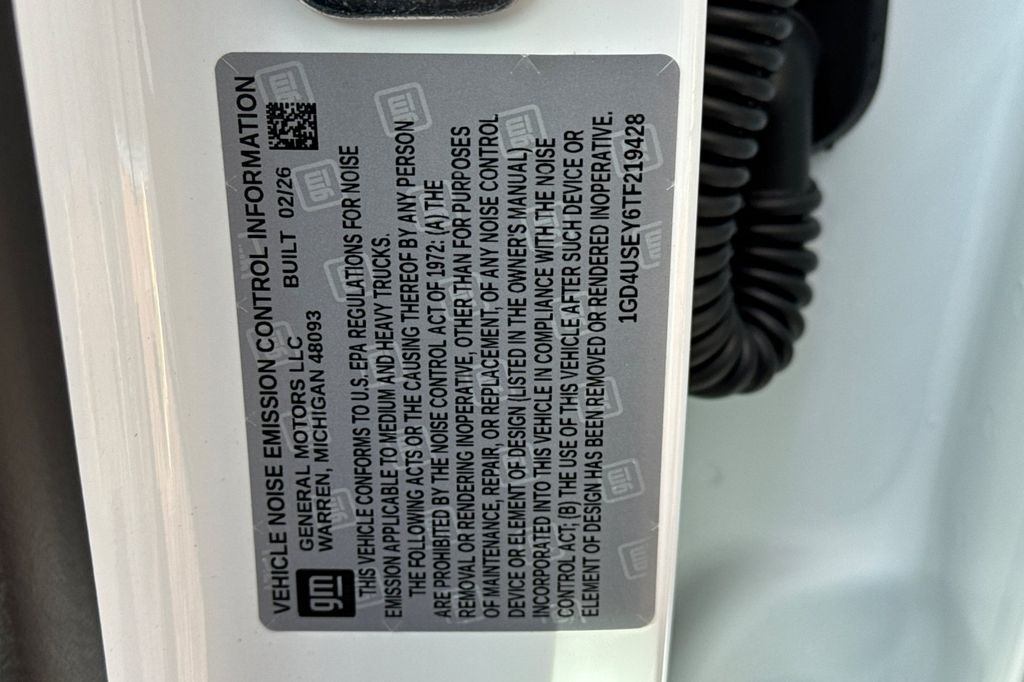 VEHICLE NOISE EMISSION CONTROL INFORMATION
gm
GENERAL MOTORS LLC
WARREN, MICHIGAN 48093
BUILT 02/26
THIS VEHICLE CONFORMS TO U.S. EPA REGULATIONS FOR NOISE
EMISSION APPLICABLE TO MEDIUM AND HEAVY TRUCKS.
THE FOLLOWING ACTS OR THE CAUSING THEREOF BY ANY PERSON
ARE PROHIBITED BY THE NOISE CONTROL ACT OF 1972: (A) THE
REMOVAL OR RENDERING INOPERATIVE, OTHER THAN FOR PURPOSES
OF MAINTENANCE, REPAIR, OR REPLACEMENT, OF ANY NOISE CONTROL
DEVICE OR ELEMENT OF DESIGN (LISTED IN THE OWNER'S MANUAL)
INCORPORATED INTO THIS VEHICLE IN COMPLIANCE WITH THE NOISE
CONTROL ACT; (B) THE USE OF THIS VEHICLE AFTER SUCH DEVICE OR
ELEMENT OF DESIGN HAS BEEN REMOVED OR RENDERED INOPERATIVE.
1GD4USEY6TF219428